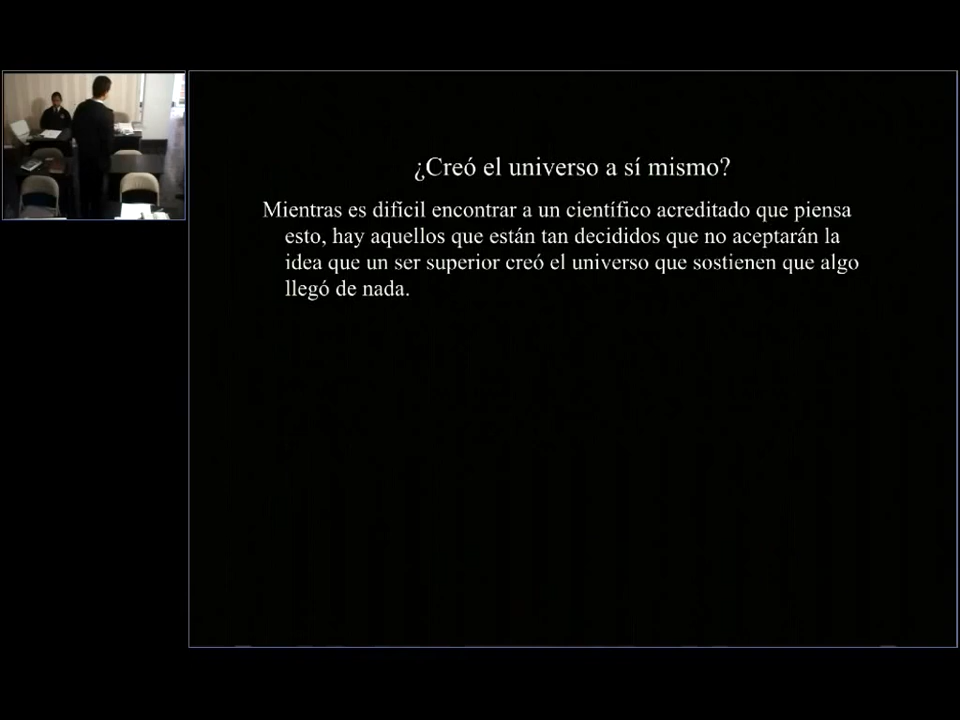 ¿Creó el universo a sí mismo?
Mientras es difícil encontrar a un científico acreditado que piensa
esto, hay aquellos que están tan decididos que no aceptarán la
idea que un ser superior creó el universo que sostienen que algo
llegó de nada.